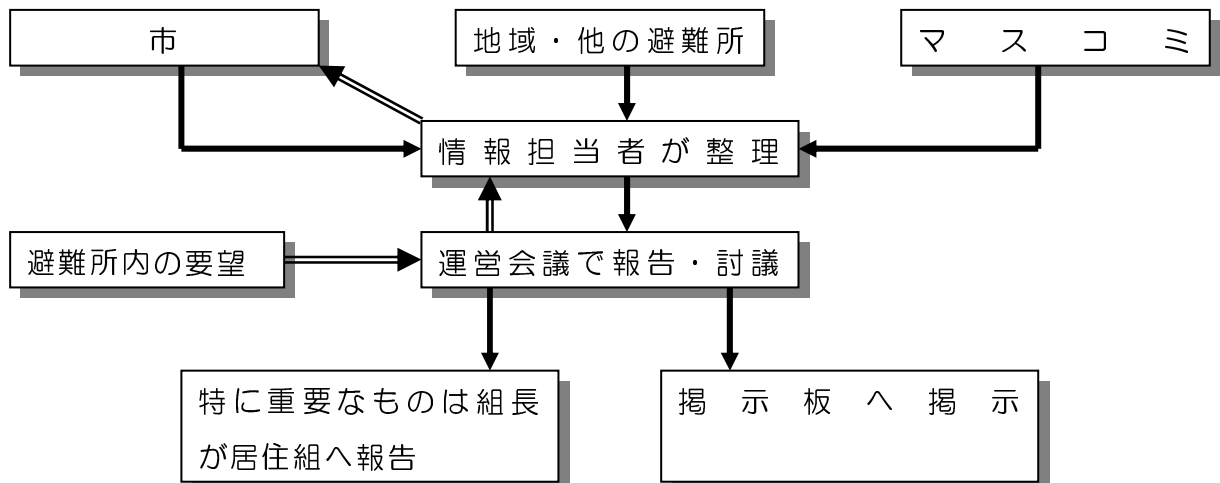 市
地域・他の避難所
マスコミ
情報担当者が整理
避難所内の要望
運営会議で報告・討議
特に重要なものは組長
が居住組へ報告
掲示板へ掲示